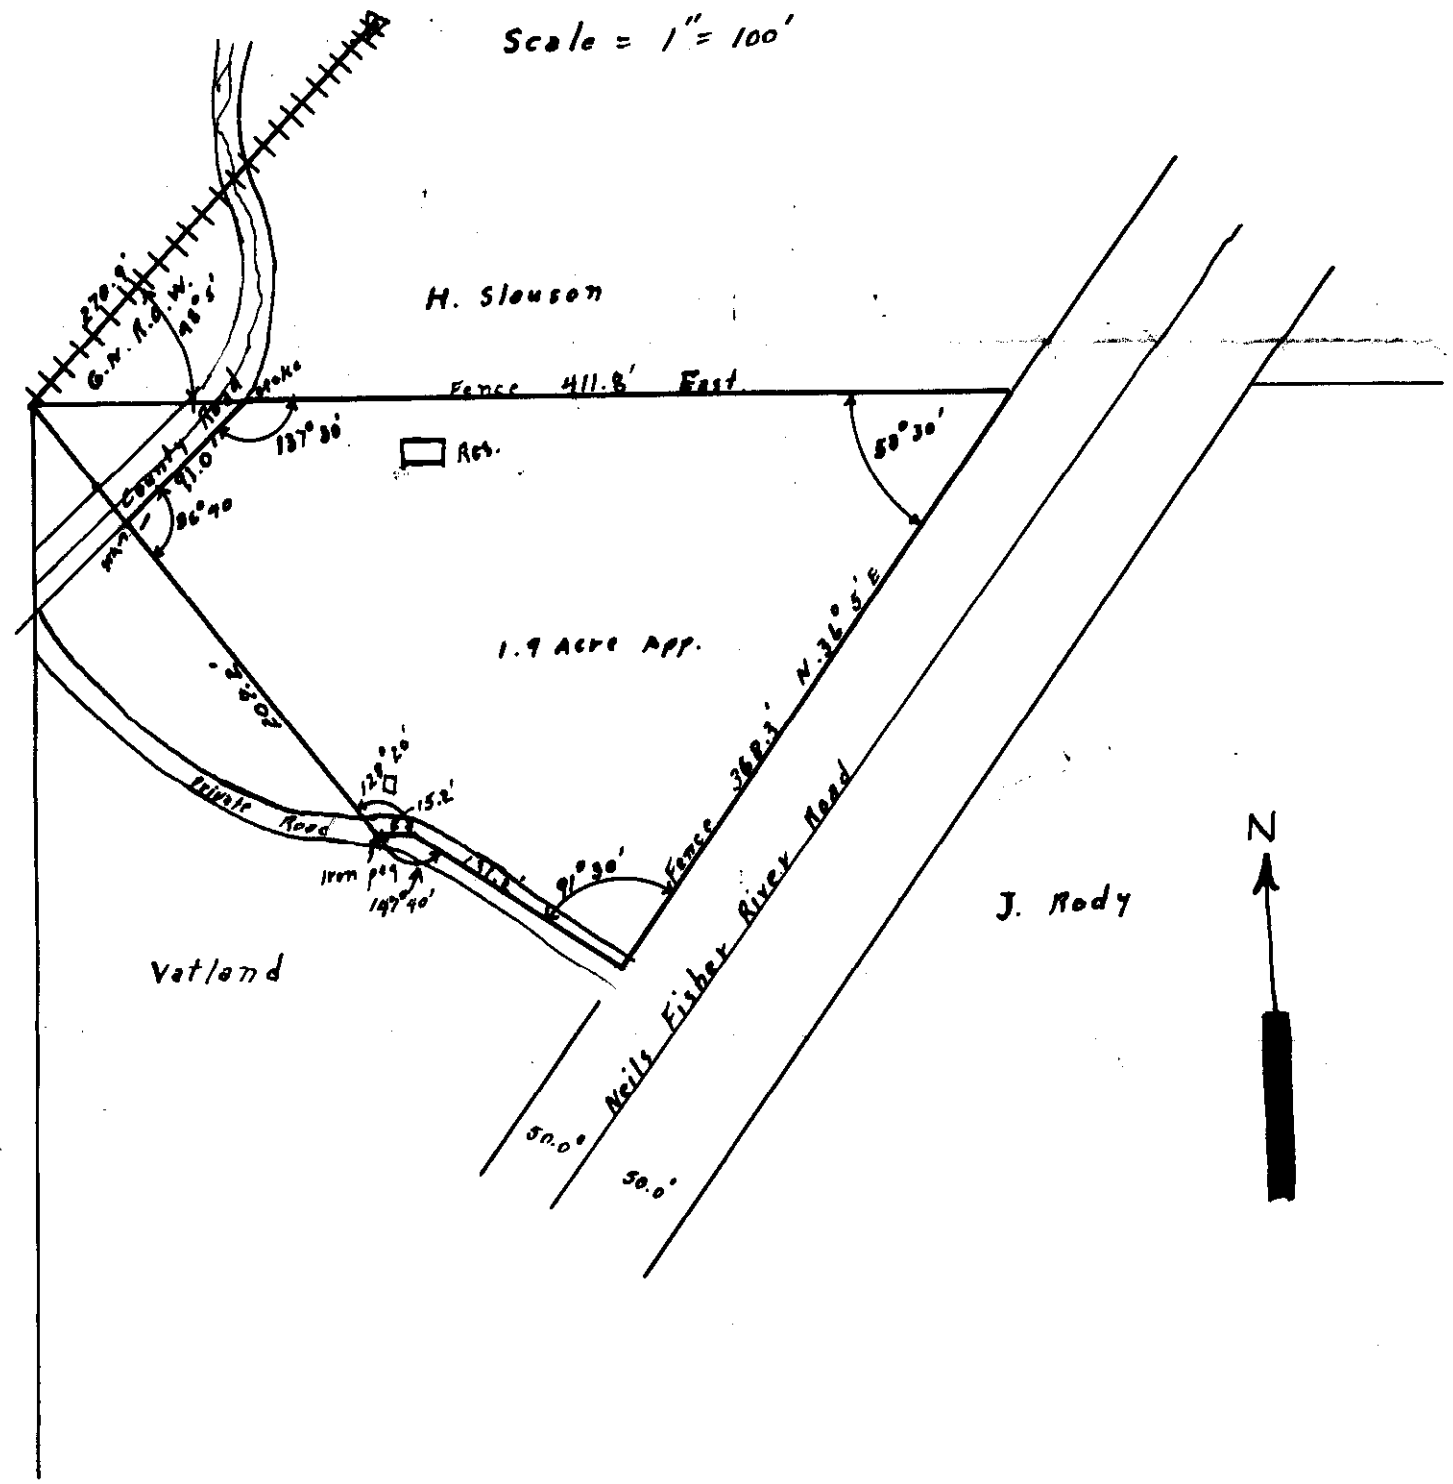 Scale = 1" = 100'
270.9'
G.N. R.O.W.
48° 5'
H. Slauson
Fence 411.8' East
Stake
County Road
91.0'
137° 30'
Res.
58° 30'
86° 40
1.9 Acre App.
N. 36° 5' E
368.3'
Fence
202.3'
128° 20'
15.2'
Private Road
Iron peg
147° 40'
91° 30'
Neils Fisher River Road
J. Rody
N
Vatland
50.0'
50.0'